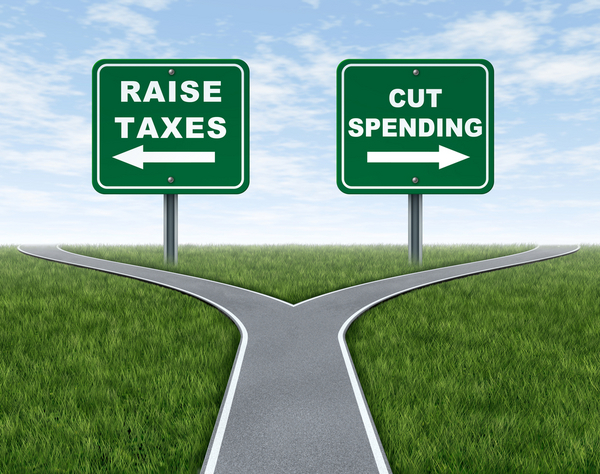 RAISE
TAXES
CUT
SPENDING